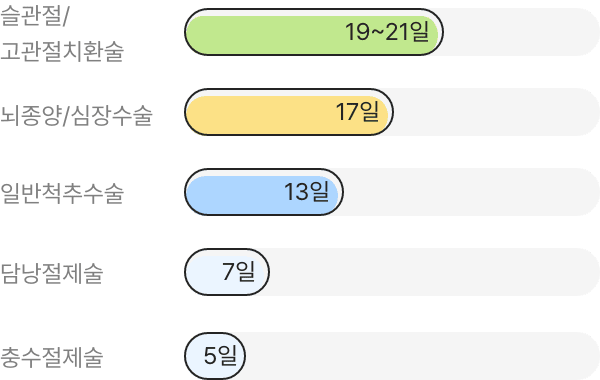 슬관절/
고관절치환술
19~21일
뇌종양/심장수술
17일
일반척추수술
13일
담낭절제술
7일
충수절제술
5일